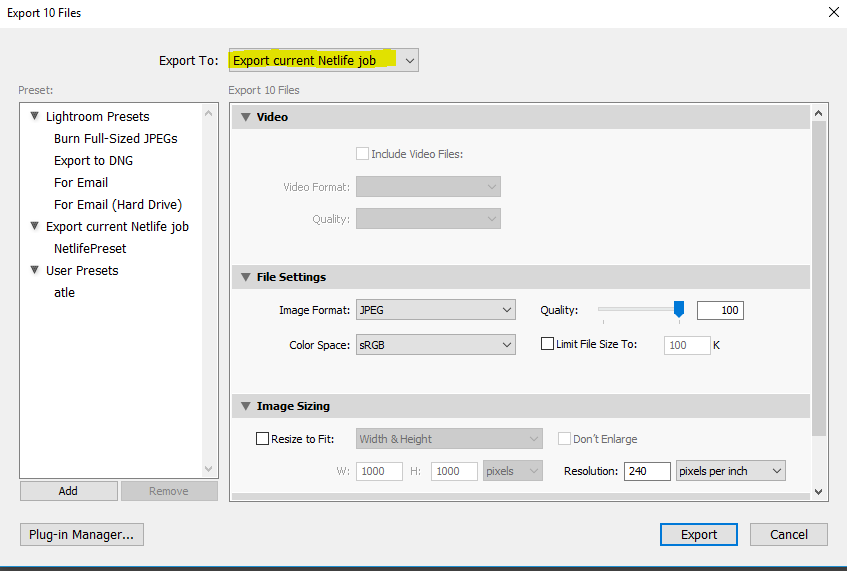 Export 10 Files
Export To: Export current Netlife job
Preset:
Export 10 Files
Lightroom Presets
Burn Full-Sized JPEGs
Export to DNG
For Email
For Email (Hard Drive)
Export current Netlife job
NetlifePreset
User Presets
atle
Video
Include Video Files:
Video Format:
Quality:
File Settings
Image Format: JPEG Quality: 100
Color Space: sRGB Limit File Size To: 100 K
Image Sizing
Resize to Fit: Width & Height Don't Enlarge
W: 1000 H: 1000 pixels Resolution: 240 pixels per inch
Add Remove
Plug-in Manager... Export Cancel